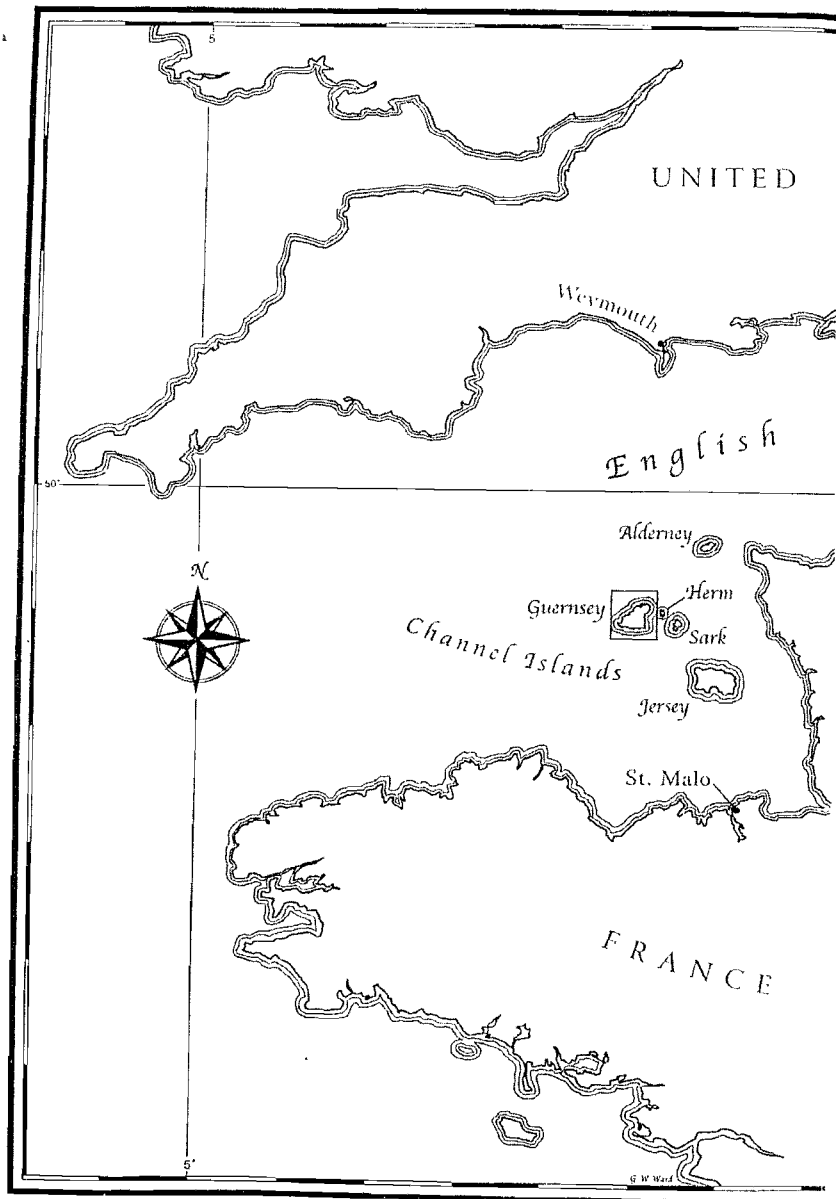 5
UNITED
Weymouth
English
50°
Alderney
N
Guernsey
Herm
Channel Islands
Sark
Jersey
St. Malo
FRANCE
5°
G W Ward